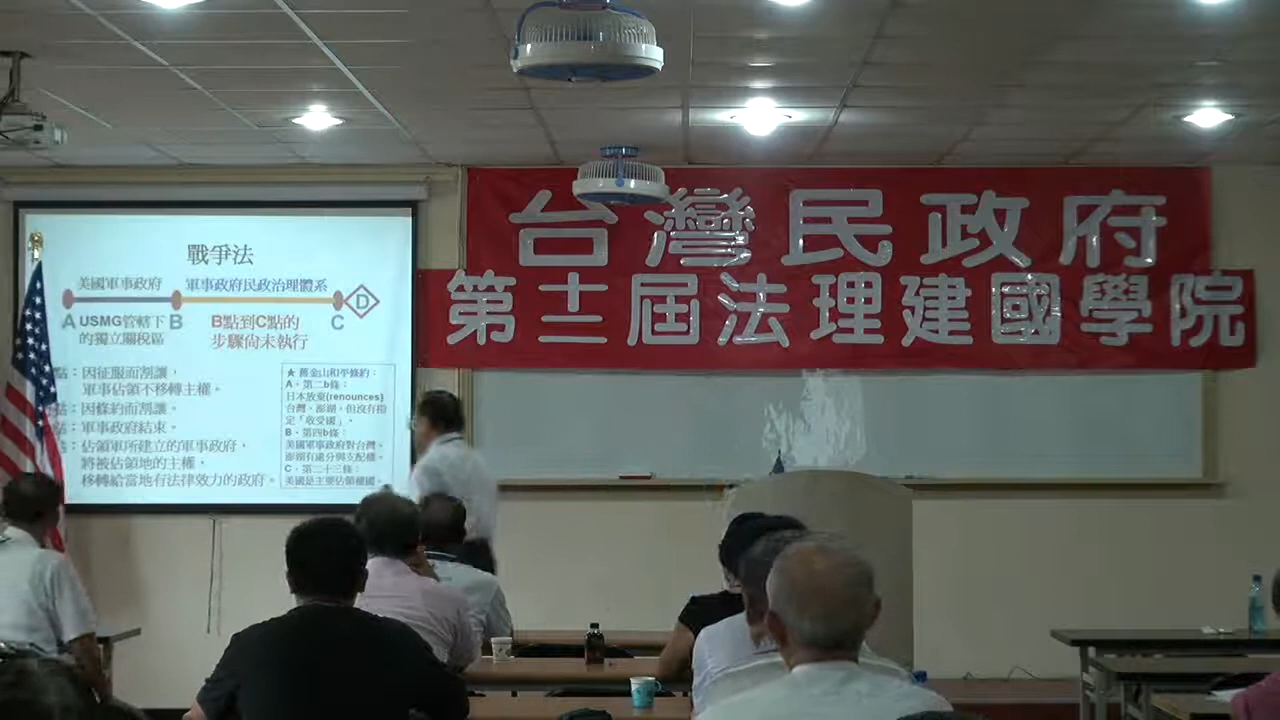 台灣民政府
第十二屆法理建國學院
戰爭法
美國軍事政府 軍事政府民政治理體系
D
A USMG管轄下 B B點到C點的 C
的獨立關稅區 步驟尚未執行
點：因征服而割讓，
軍事佔領不移轉主權。
點：因條約而割讓。
點：軍事政府結束。
點：佔領軍所建立的軍事政府，
將被佔領地的主權，
移轉給當地有法律效力的政府。
★ 舊金山和平條約：
A、第二b條：
日本放棄(renounces)
台灣、澎湖，但沒有指
定「收受國」。
B、第四b條：
美國軍事政府對台灣、
澎湖有處分與支配權。
C、第二十三條：
美國是主要佔領權國。